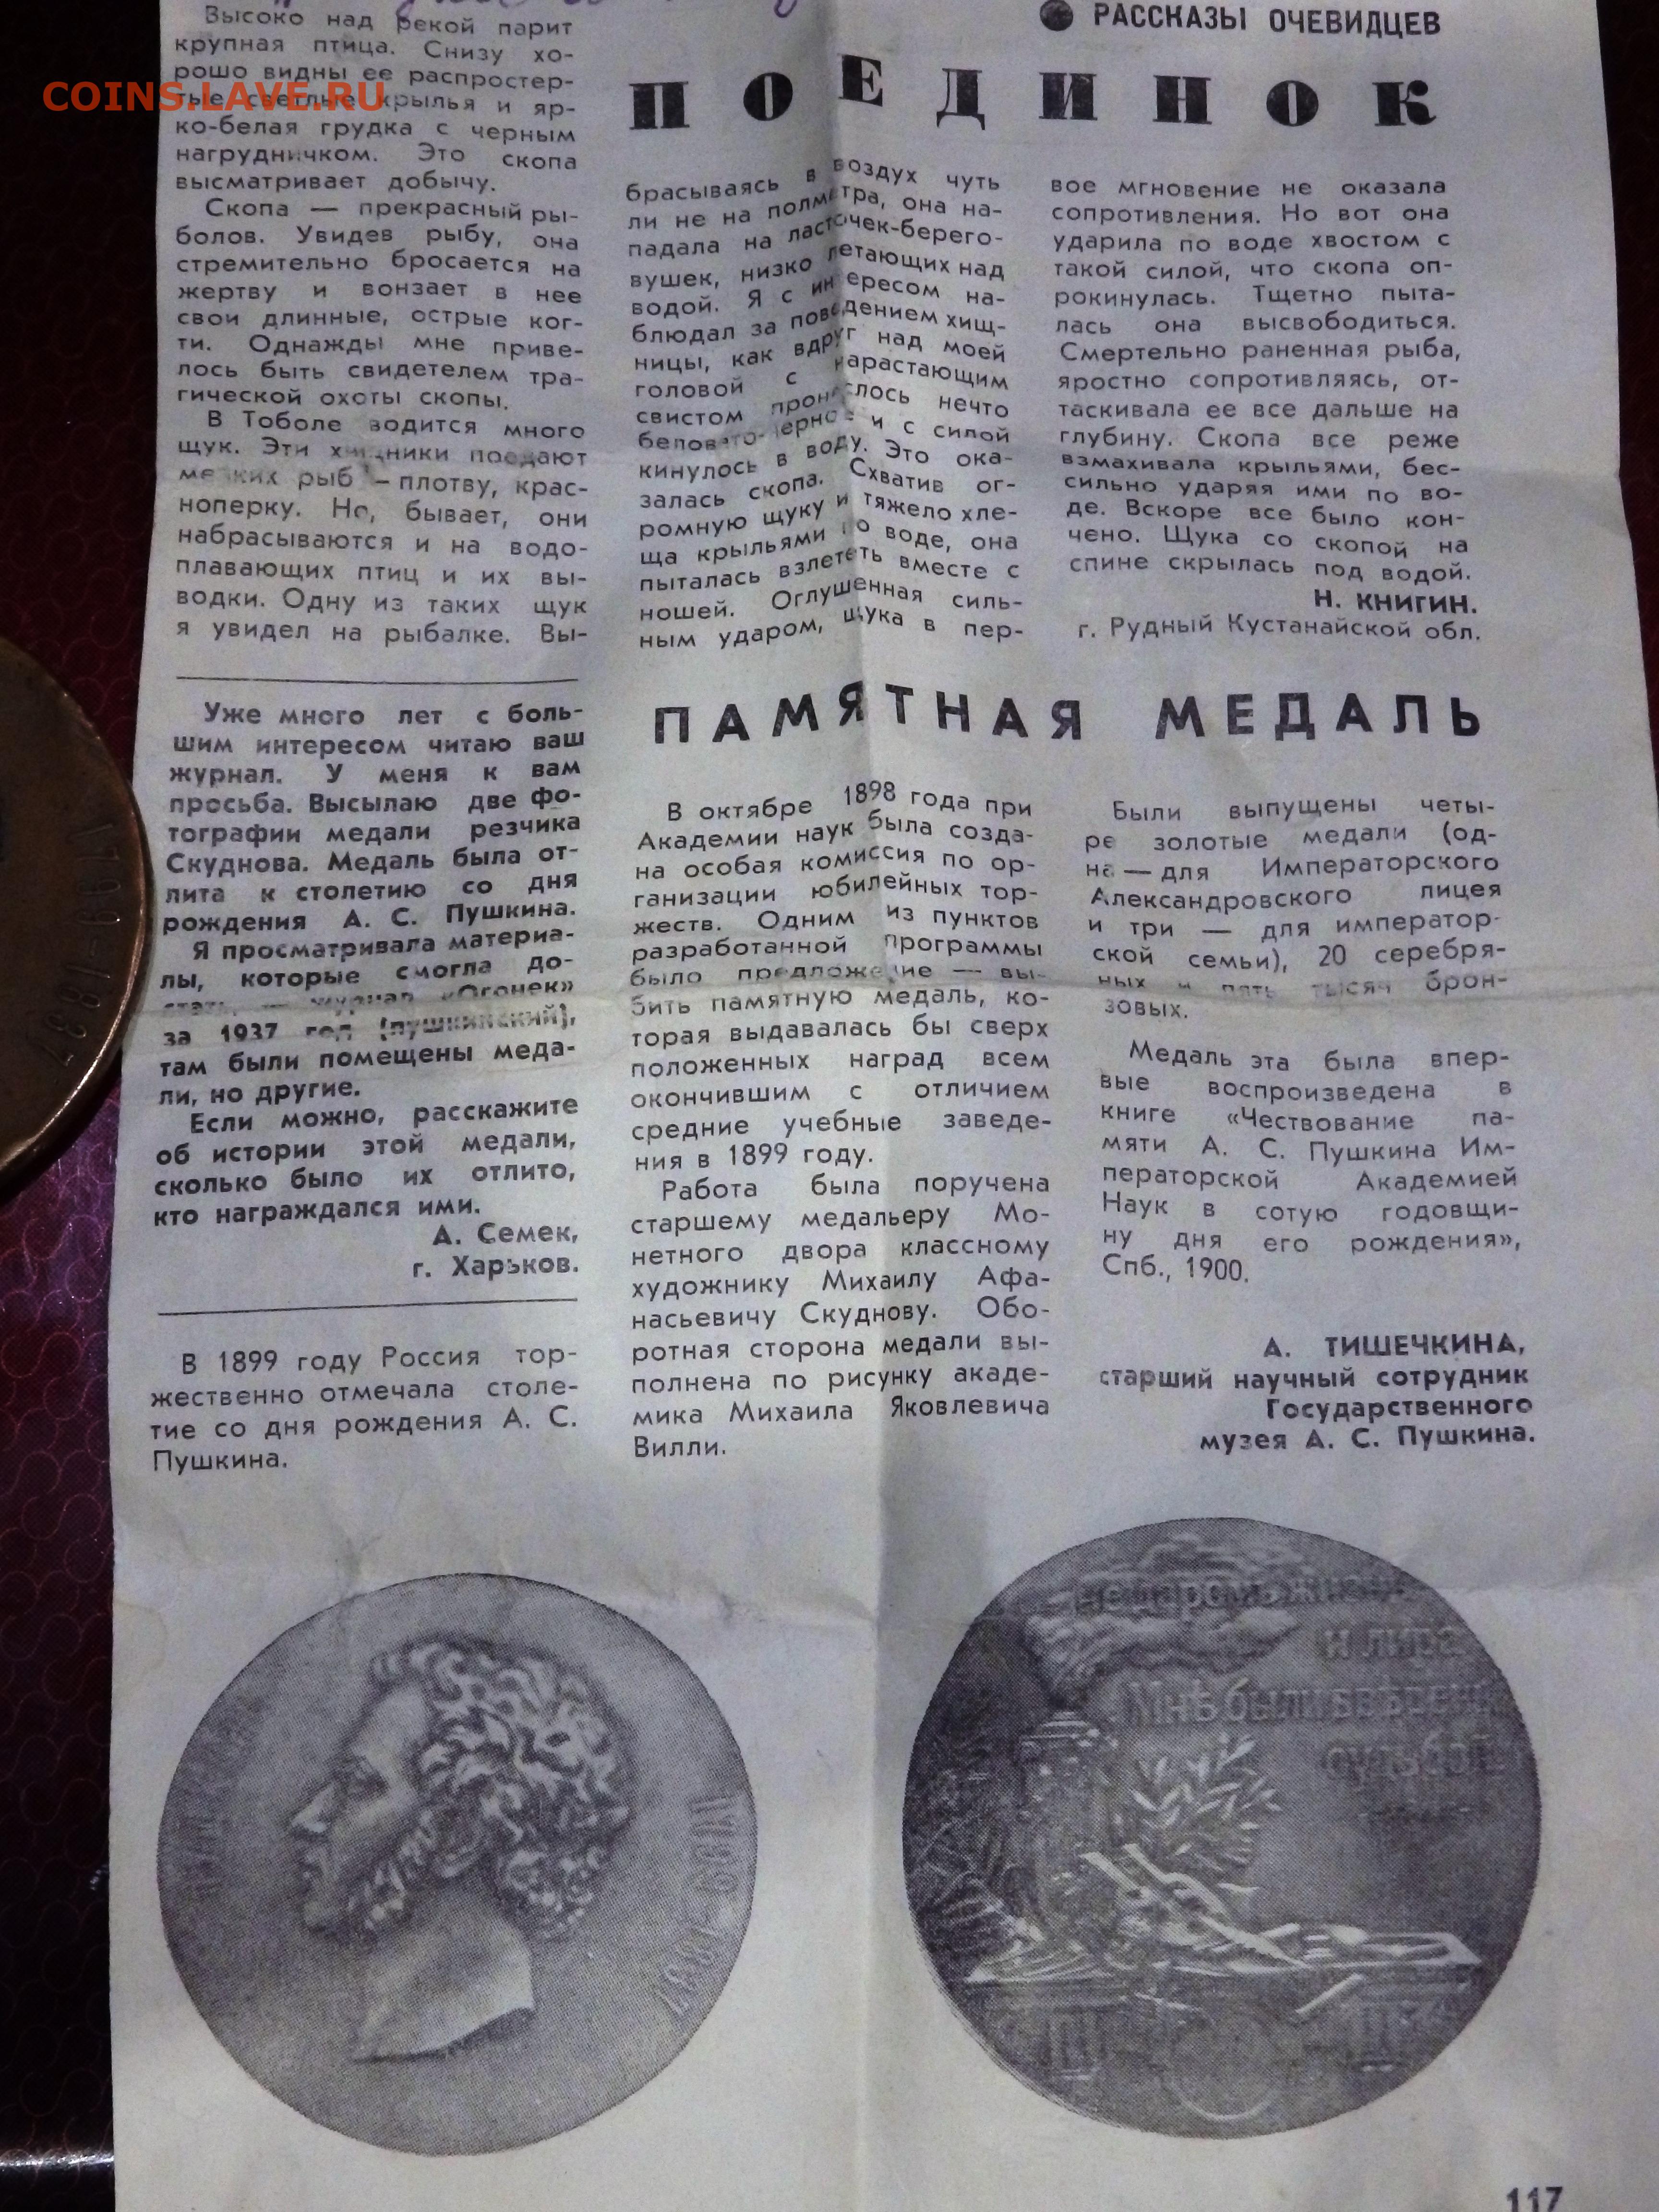 COINS.LAVE.RU
РАССКАЗЫ ОЧЕВИДЦЕВ
ПОЕДИНОК
Высоко над рекой парит
крупная птица. Снизу хо-
рошо видны ее распростер-
тые светлые крылья и яр-
ко-белая грудка с черным
нагрудничком. Это скопа
высматривает добычу.
Скопа — прекрасный ры-
болов. Увидев рыбу, она
стремительно бросается на
жертву и вонзает в нее
свои длинные, острые ког-
ти. Однажды мне приве-
лось быть свидетелем тра-
гической охоты скопы.
В Тоболе водится много
щук. Эти хищники поедают
мелких рыб — плотву, крас-
ноперку. Но, бывает, они
набрасываются и на водо-
плавающих птиц и их вы-
водки. Одну из таких щук
я увидел на рыбалке. Вы-
брасываясь в воздух чуть
ли не на полметра, она на-
падала на ласточек-берего-
вушек, низко летающих над
водой. Я с интересом на-
блюдал за поведением хищ-
ницы, как вдруг над моей
головой с нарастающим
свистом пронеслось нечто
беловато-черное и с силой
кинулось в воду. Это ока-
залась скопа. Схватив ог-
ромную щуку и тяжело хле-
ща крыльями по воде, она
пыталась взлететь вместе с
ношей. Оглушенная силь-
ным ударом, щука в пер-
вое мгновение не оказала
сопротивления. Но вот она
ударила по воде хвостом с
такой силой, что скопа оп-
рокинулась. Тщетно пыта-
лась она высвободиться.
Смертельно раненная рыба,
яростно сопротивляясь, от-
таскивала ее все дальше на
глубину. Скопа все реже
взмахивала крыльями, бес-
сильно ударяя ими по во-
де. Вскоре все было кон-
чено. Щука со скопой на
спине скрылась под водой.
Н. КНИГИН.
г. Рудный Кустанайской обл.
ПАМЯТНАЯ МЕДАЛЬ
Уже много лет с боль-
шим интересом читаю ваш
журнал. У меня к вам
просьба. Высылаю две фо-
тографии медали резчика
Скуднова. Медаль была от-
лита к столетию со дня
рождения А. С. Пушкина.
Я просматривала материа-
лы, которые смогла до-
стать — журнал «Огонек»
за 1937 год (пушкинский),
там были помещены меда-
ли, но другие.
Если можно, расскажите
об истории этой медали,
сколько было их отлито,
кто награждался ими.
А. Семек,
г. Харьков.
В 1899 году Россия тор-
жественно отмечала столе-
тие со дня рождения А. С.
Пушкина.
В октябре 1898 года при
Академии наук была созда-
на особая комиссия по ор-
ганизации юбилейных тор-
жеств. Одним из пунктов
разработанной программы
было предложение — вы-
бить памятную медаль, ко-
торая выдавалась бы сверх
положенных наград всем
окончившим с отличием
средние учебные заведе-
ния в 1899 году.
Работа была поручена
старшему медальеру Мо-
нетного двора классному
художнику Михаилу Афа-
насьевичу Скуднову. Обо-
ротная сторона медали вы-
полнена по рисунку акаде-
мика Михаила Яковлевича
Вилли.
Были выпущены четы-
ре золотые медали (од-
на — для Императорского
Александровского лицея
и три — для император-
ской семьи), 20 серебря-
ных и пять тысяч брон-
зовых.
Медаль эта была впер-
вые воспроизведена в
книге «Чествование па-
мяти А. С. Пушкина Им-
ператорской Академией
Наук в сотую годовщи-
ну дня его рождения»,
Спб., 1900.
А. ТИШЕЧКИНА,
старший научный сотрудник
Государственного
музея А. С. Пушкина.
1799-1837
1799-1837
недаромъ жизнь
и лира
Мнѣ были ввѣрены
судьбой
117